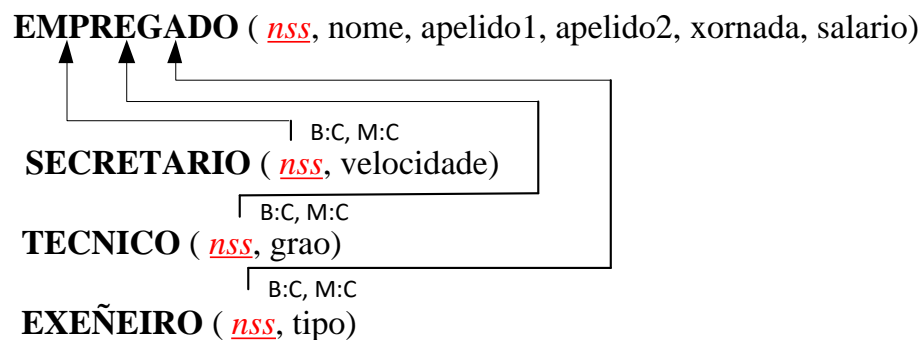 EMPREGADO ( nss, nome, apelido1, apelido2, xornada, salario)
B:C, M:C
SECRETARIO ( nss, velocidade)
B:C, M:C
TECNICO ( nss, grao)
B:C, M:C
EXEÑEIRO ( nss, tipo)